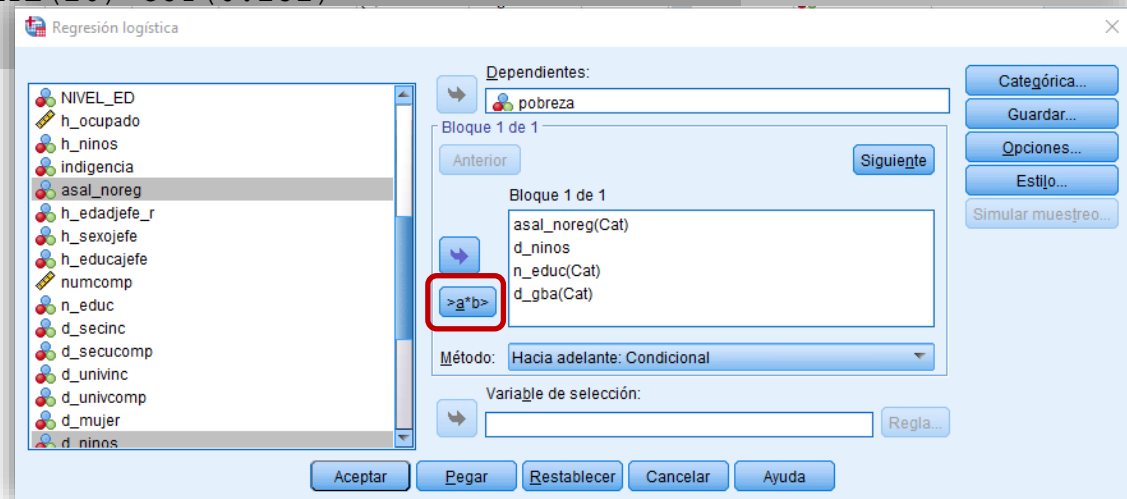 Regresión logística
NIVEL_ED
h_ocupado
h_ninos
indigencia
asal_noreg
h_edadjefe_r
h_sexojefe
h_educajefe
numcomp
n_educ
d_secinc
d_secucomp
d_univinc
d_univcomp
d_mujer
d_ninos
Dependientes:
pobreza
Bloque 1 de 1
Anterior
Siguiente
Bloque 1 de 1
asal_noreg(Cat)
d_ninos
n_educ(Cat)
d_gba(Cat)
>a*b>
Método: Hacia adelante: Condicional
Variable de selección:
Regla...
Categórica...
Guardar...
Opciones...
Estilo...
Simular muestreo...
Aceptar Pegar Restablecer Cancelar Ayuda